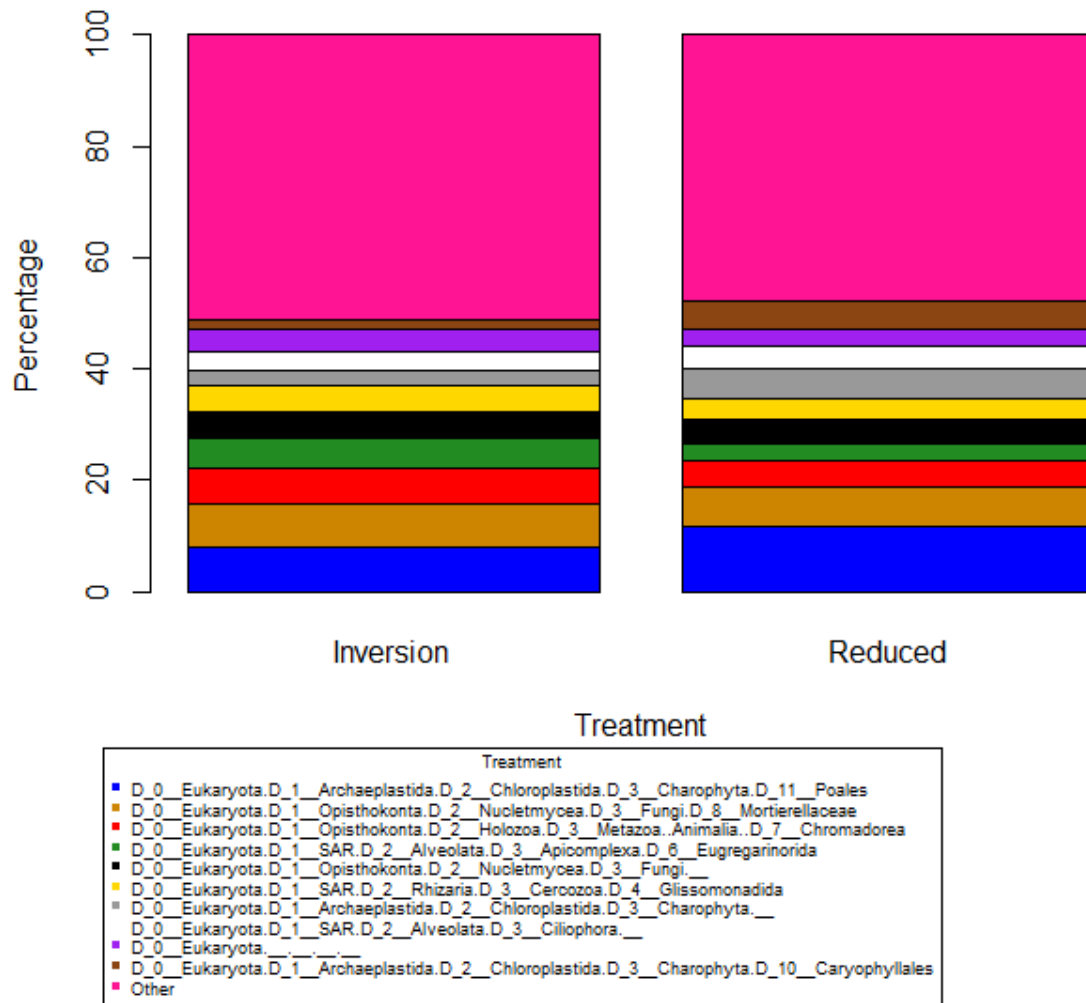 100
80
60
40
20
0
Percentage
Inversion
Reduced
Treatment
Treatment
D_0__Eukaryota.D_1__Archaeplastida.D_2__Chloroplastida.D_3__Charophyta.D_11__Poales
D_0__Eukaryota.D_1__Opisthokonta.D_2__Nucletmycea.D_3__Fungi.D_8__Mortierellaceae
D_0__Eukaryota.D_1__Opisthokonta.D_2__Holozoa.D_3__Metazoa..Animalia..D_7__Chromadorea
D_0__Eukaryota.D_1__SAR.D_2__Alveolata.D_3__Apicomplexa.D_6__Eugregarinorida
D_0__Eukaryota.D_1__Opisthokonta.D_2__Nucletmycea.D_3__Fungi.__
D_0__Eukaryota.D_1__SAR.D_2__Rhizaria.D_3__Cercozoa.D_4__Glissomonadida
D_0__Eukaryota.D_1__Archaeplastida.D_2__Chloroplastida.D_3__Charophyta.__
D_0__Eukaryota.D_1__SAR.D_2__Alveolata.D_3__Ciliophora.__
D_0__Eukaryota.__.__.__.__
D_0__Eukaryota.D_1__Archaeplastida.D_2__Chloroplastida.D_3__Charophyta.D_10__Caryophyllales
Other